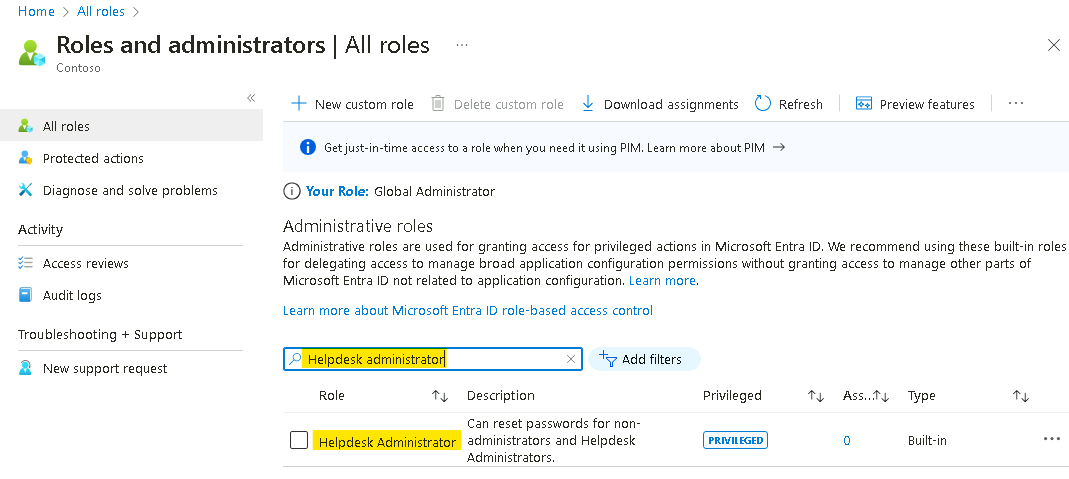 Home > All roles >
Roles and administrators | All roles ...
Contoso
«
All roles
Protected actions
Diagnose and solve problems
Activity
Access reviews
Audit logs
Troubleshooting + Support
New support request
New custom role Delete custom role Download assignments Refresh Preview features ...
Get just-in-time access to a role when you need it using PIM. Learn more about PIM →
Your Role: Global Administrator
Administrative roles
Administrative roles are used for granting access for privileged actions in Microsoft Entra ID. We recommend using these built-in roles
for delegating access to manage broad application configuration permissions without granting access to manage other parts of
Microsoft Entra ID not related to application configuration. Learn more.
Learn more about Microsoft Entra ID role-based access control
Helpdesk administrator Add filters
Role Description Privileged Ass... Type
Helpdesk Administrator Can reset passwords for non-
administrators and Helpdesk
Administrators. PRIVILEGED 0 Built-in ...